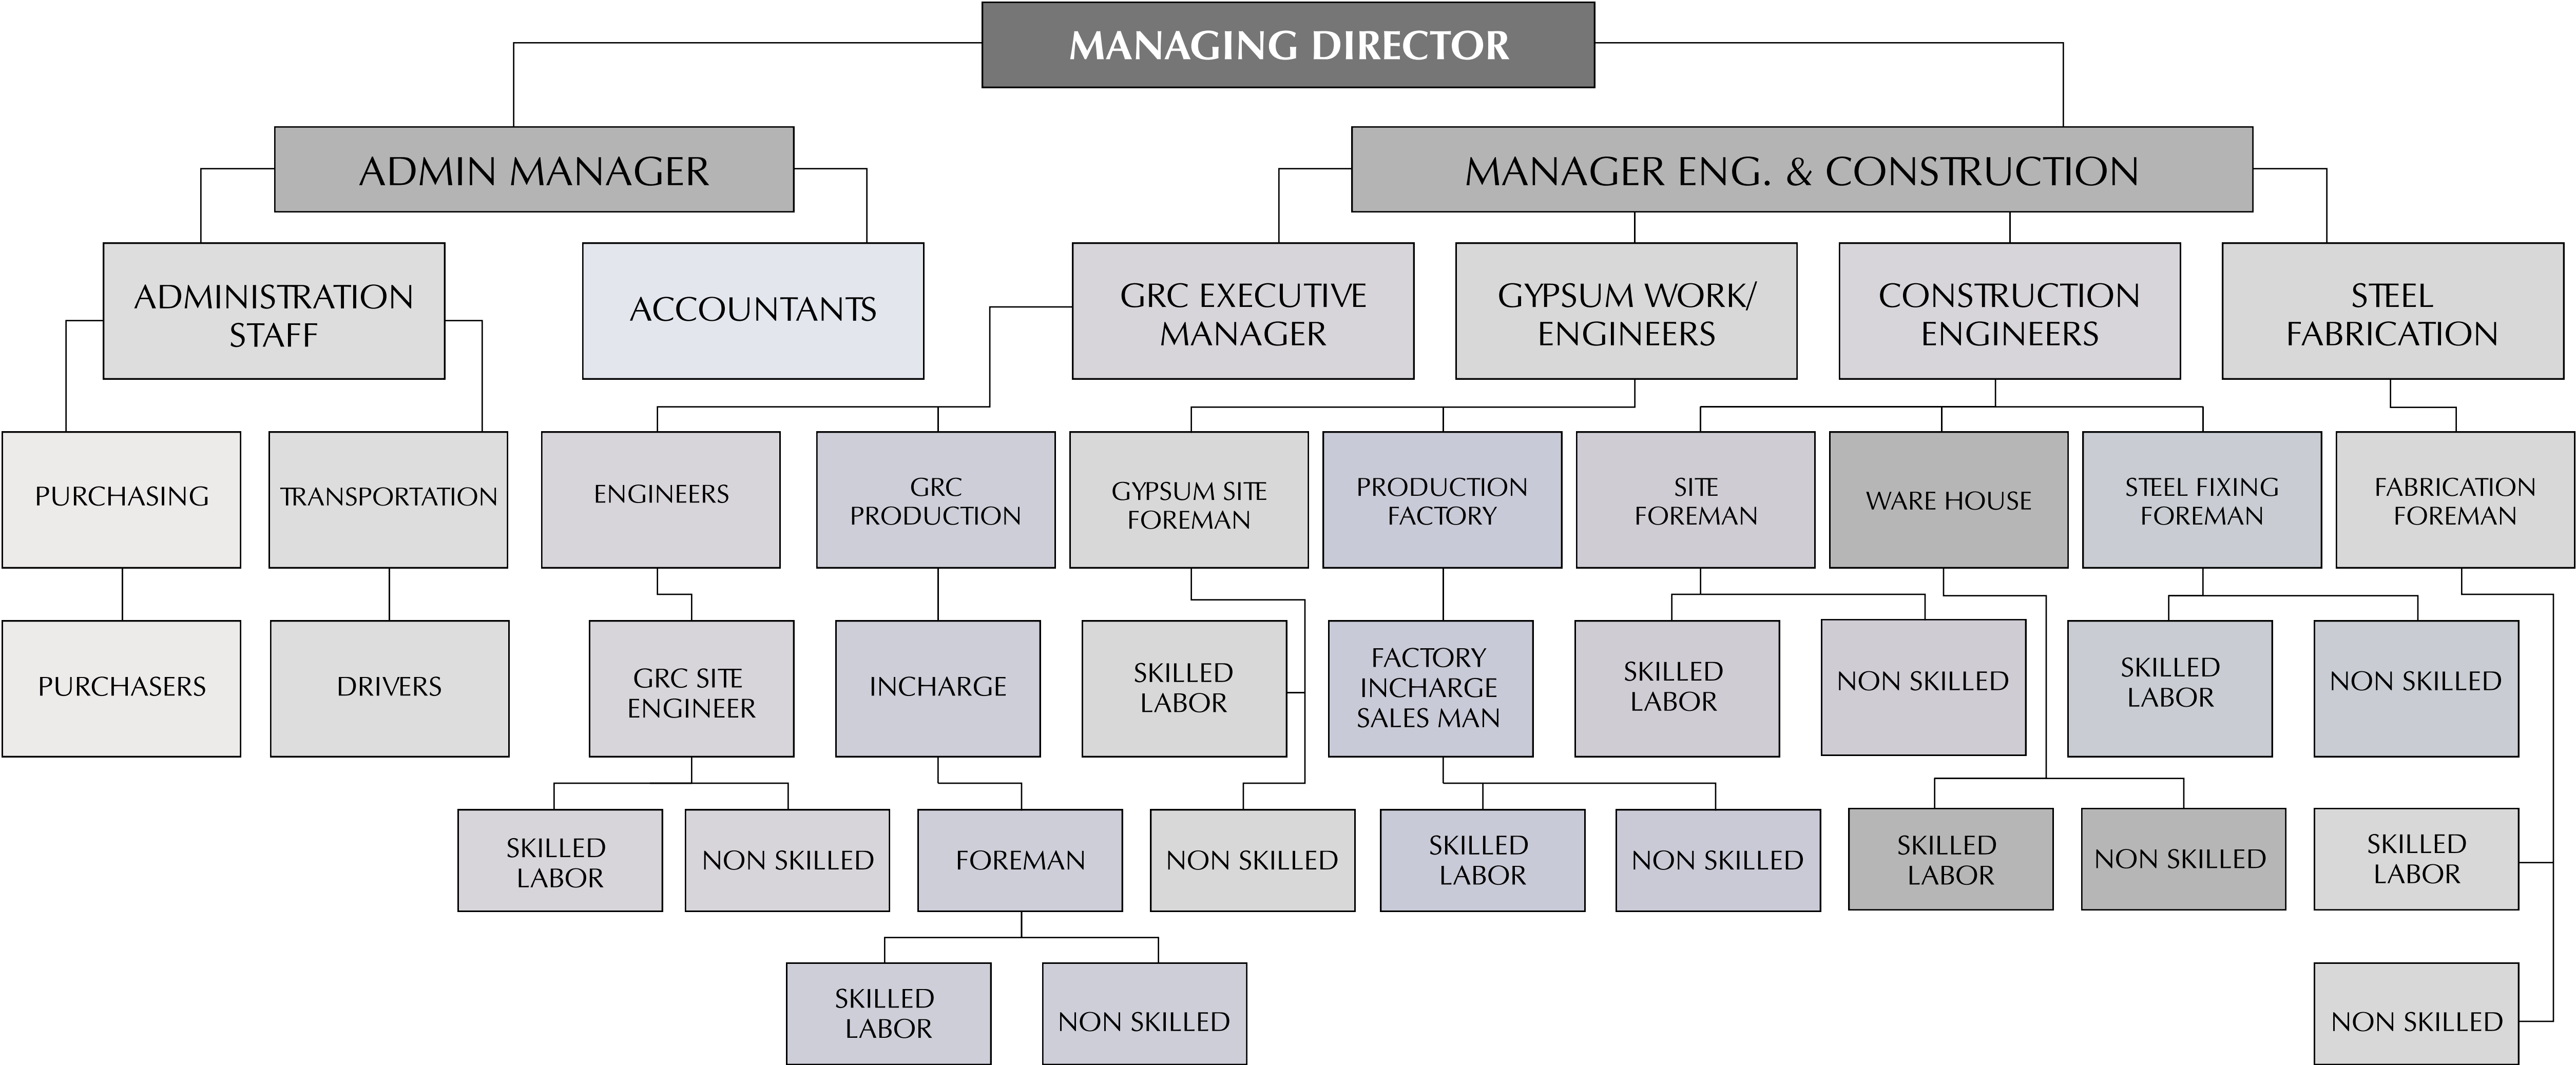 MANAGING DIRECTOR
ADMIN MANAGER
MANAGER ENG. & CONSTRUCTION
ADMINISTRATION
STAFF
ACCOUNTANTS
GRC EXECUTIVE
MANAGER
GYPSUM WORK/
ENGINEERS
CONSTRUCTION
ENGINEERS
STEEL
FABRICATION
PURCHASING
TRANSPORTATION
ENGINEERS
GRC
PRODUCTION
GYPSUM SITE
FOREMAN
PRODUCTION
FACTORY
SITE
FOREMAN
WARE HOUSE
STEEL FIXING
FOREMAN
FABRICATION
FOREMAN
PURCHASERS
DRIVERS
GRC SITE
ENGINEER
INCHARGE
SKILLED
LABOR
FACTORY
INCHARGE
SALES MAN
SKILLED
LABOR
NON SKILLED
SKILLED
LABOR
NON SKILLED
SKILLED
LABOR
NON SKILLED
FOREMAN
NON SKILLED
SKILLED
LABOR
NON SKILLED
SKILLED
LABOR
NON SKILLED
SKILLED
LABOR
SKILLED
LABOR
NON SKILLED
NON SKILLED